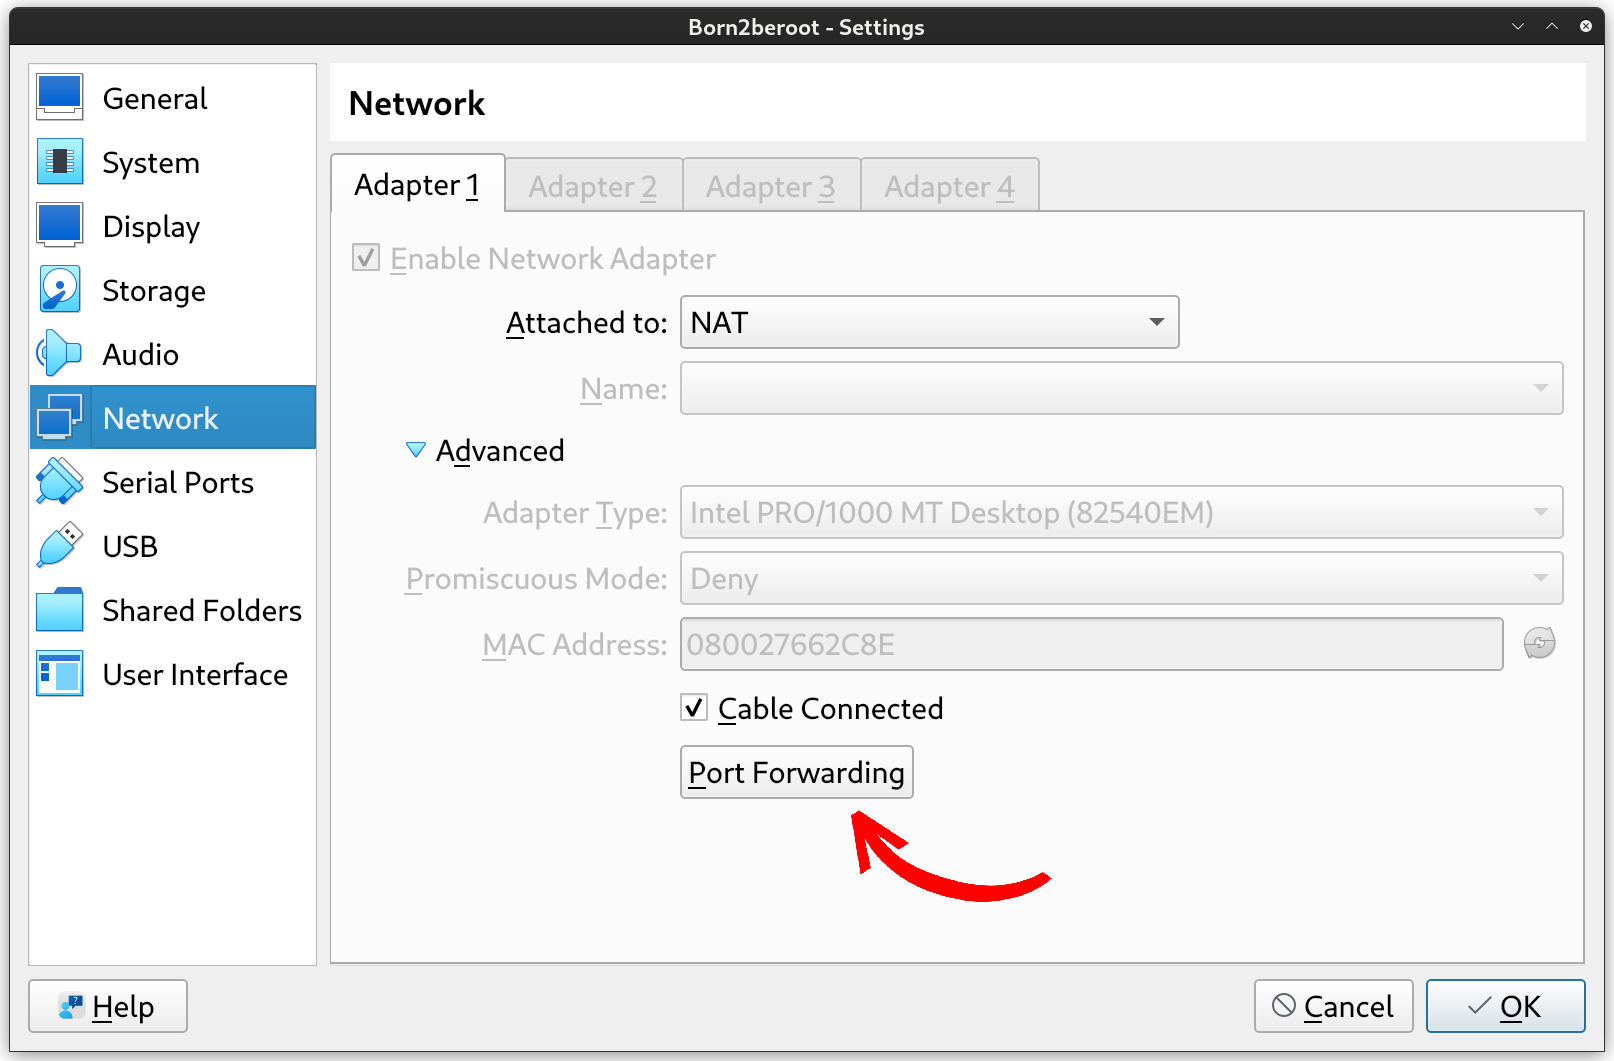 Born2beroot - Settings
General
System
Display
Storage
Audio
Network
Serial Ports
USB
Shared Folders
User Interface
Network
Adapter 1 Adapter 2 Adapter 3 Adapter 4
Enable Network Adapter
Attached to: NAT
Name:
Advanced
Adapter Type: Intel PRO/1000 MT Desktop (82540EM)
Promiscuous Mode: Deny
MAC Address: 080027662C8E
Cable Connected
Port Forwarding
Help Cancel OK